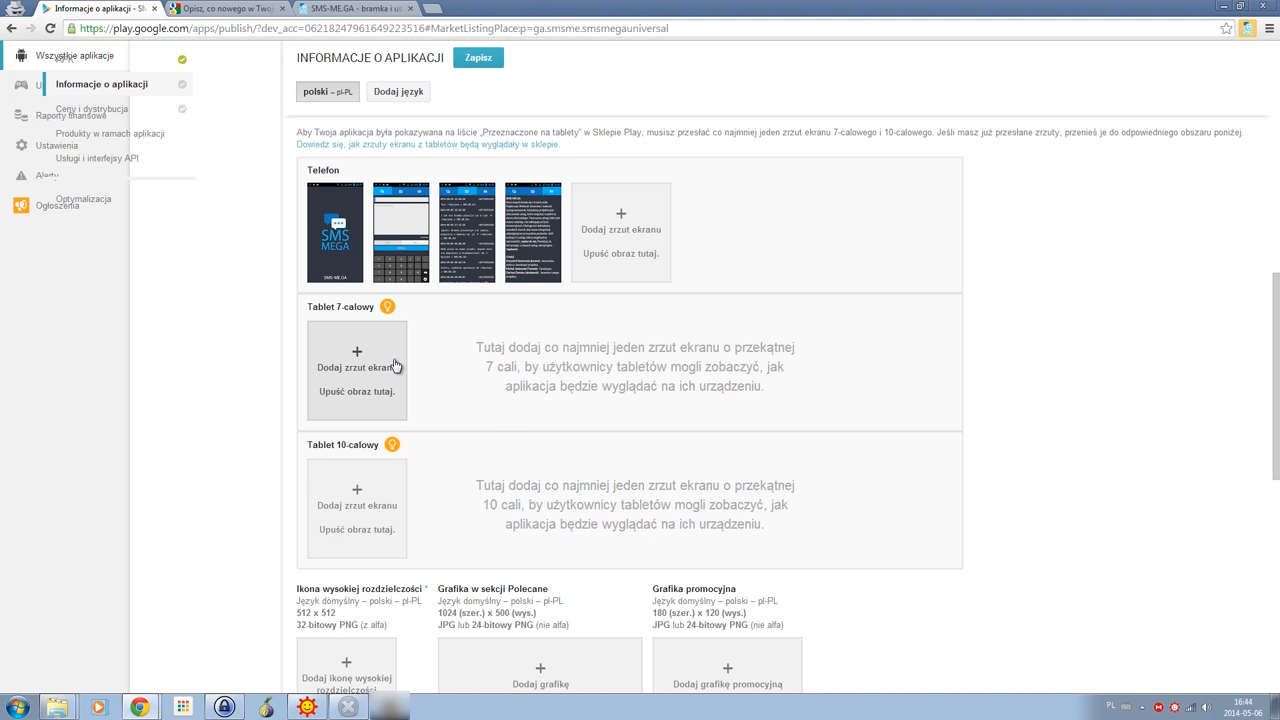 Informacje o aplikacji - SM
Opisz, co nowego w Twoj
SMS-ME.GA - bramka i us
https://play.google.com/apps/publish/?dev_acc=06218247961649223516#MarketListingPlace:p=ga.smsme.smsmegauniversal
Wszystkie aplikacje
Informacje o aplikacji
Ceny i dystrybucja
Raporty finansowe
Produkty w ramach aplikacji
Ustawienia
Usługi i interfejsy API
Alerty
Optymalizacja
Ogłoszenia
INFORMACJE O APLIKACJI
Zapisz
polski – pl-PL
Dodaj język
Aby Twoja aplikacja była pokazywana na liście „Przeznaczone na tablety” w Sklepie Play, musisz przesłać co najmniej jeden zrzut ekranu 7-calowego i 10-calowego. Jeśli masz już przesłane zrzuty, przenieś je do odpowiedniego obszaru poniżej.
Dowiedz się, jak zrzuty ekranu z tabletów będą wyglądały w sklepie.
Telefon
SMS
MEGA
SMS-ME.GA
+
Dodaj zrzut ekranu
Upuść obraz tutaj.
Tablet 7-calowy
+
Dodaj zrzut ekranu
Upuść obraz tutaj.
Tutaj dodaj co najmniej jeden zrzut ekranu o przekątnej
7 cali, by użytkownicy tabletów mogli zobaczyć, jak
aplikacja będzie wyglądać na ich urządzeniu.
Tablet 10-calowy
+
Dodaj zrzut ekranu
Upuść obraz tutaj.
Tutaj dodaj co najmniej jeden zrzut ekranu o przekątnej
10 cali, by użytkownicy tabletów mogli zobaczyć, jak
aplikacja będzie wyglądać na ich urządzeniu.
Ikona wysokiej rozdzielczości *
Język domyślny – polski – pl-PL
512 x 512
32-bitowy PNG (z alfa)
+
Dodaj ikonę wysokiej
rozdzielczości
Grafika w sekcji Polecane
Język domyślny – polski – pl-PL
1024 (szer.) x 500 (wys.)
JPG lub 24-bitowy PNG (nie alfa)
+
Dodaj grafikę
Grafika promocyjna
Język domyślny – polski – pl-PL
180 (szer.) x 120 (wys.)
JPG lub 24-bitowy PNG (nie alfa)
+
Dodaj grafikę promocyjną
PL
16:44
2014-05-06